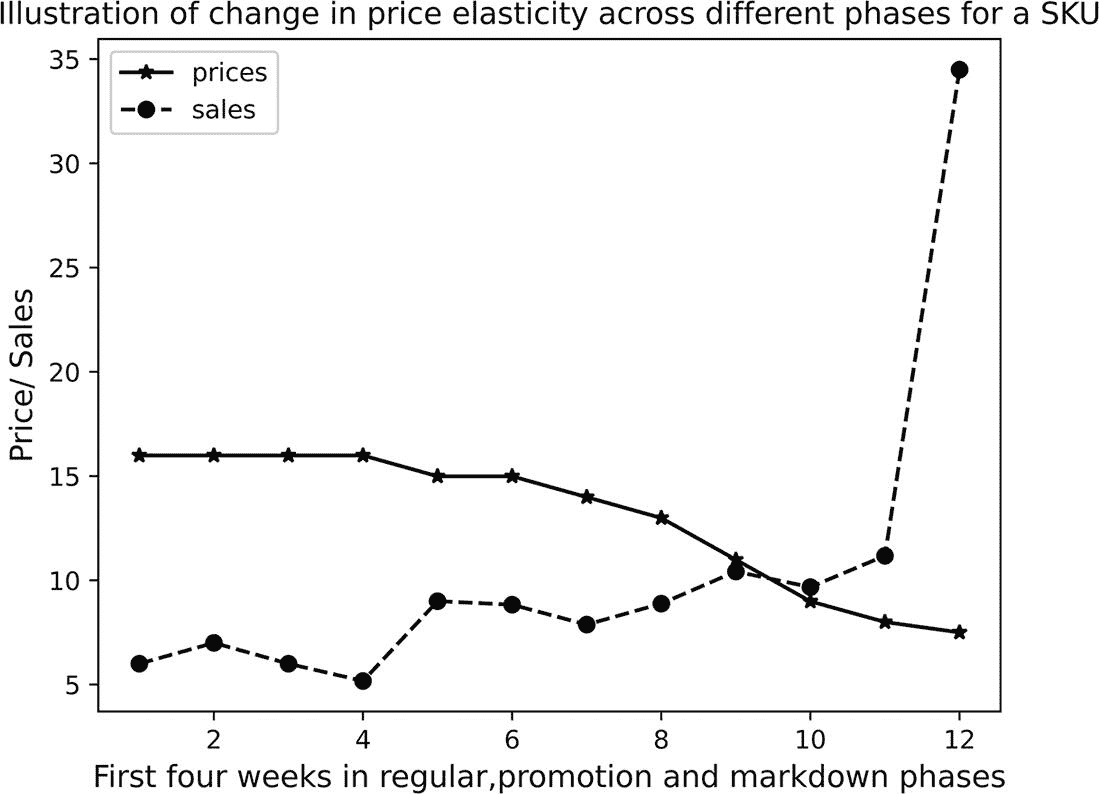 Illustration of change in price elasticity across different phases for a SKU
prices
sales
35
30
25
20
15
10
5
Price/ Sales
2 4 6 8 10 12
First four weeks in regular,promotion and markdown phases